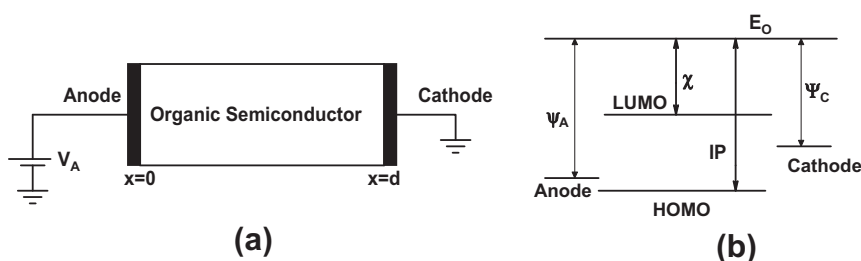 Anode
Organic Semiconductor
Cathode
V_A
x=0
x=d
(a)
E_O
χ
Ψ_C
LUMO
ψ_A
IP
Cathode
Anode
HOMO
(b)